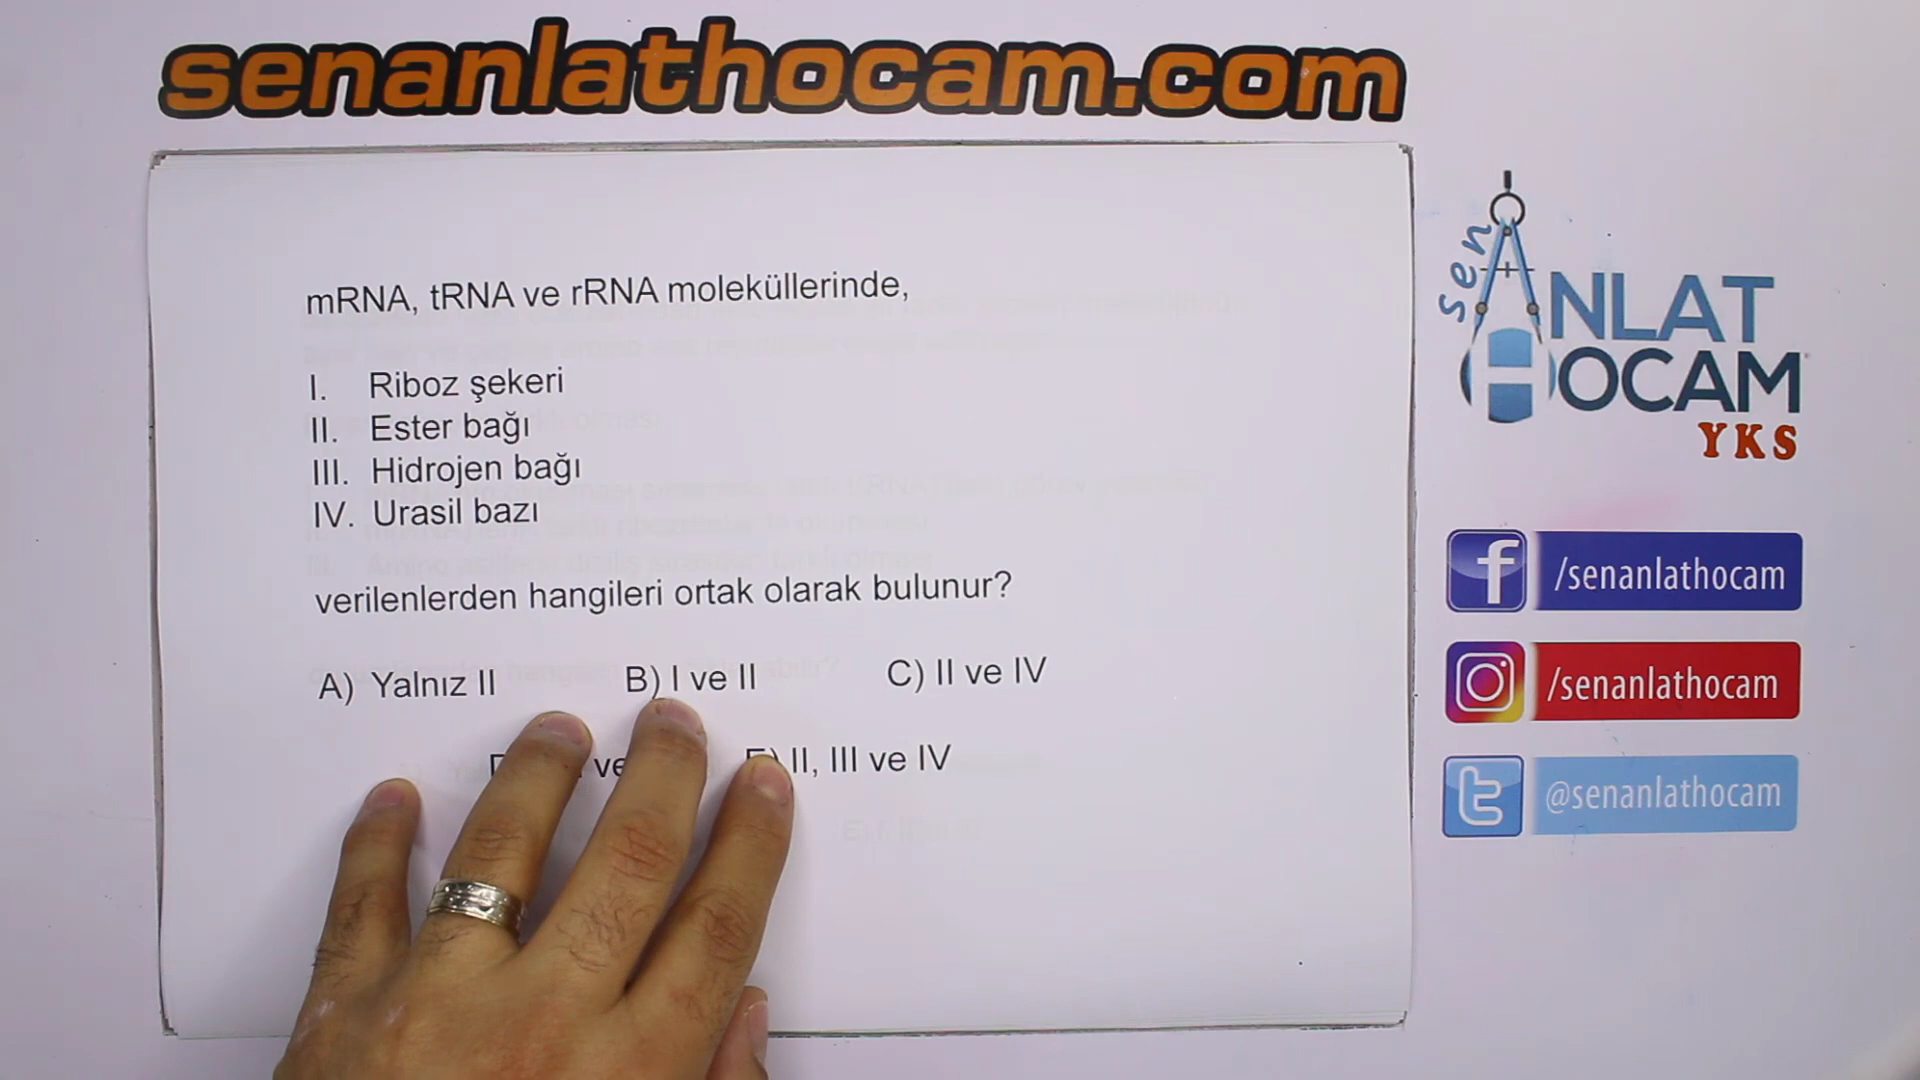 senanlathocam.com
mRNA, tRNA ve rRNA moleküllerinde,
I. Riboz şekeri
II. Ester bağı
III. Hidrojen bağı
IV. Urasil bazı
verilenlerden hangileri ortak olarak bulunur?
A) Yalnız II B) I ve II C) II ve IV
ve II, III ve IV
sen
ANLAT
HOCAM
YKS
f /senanlathocam
/senanlathocam
t @senanlathocam